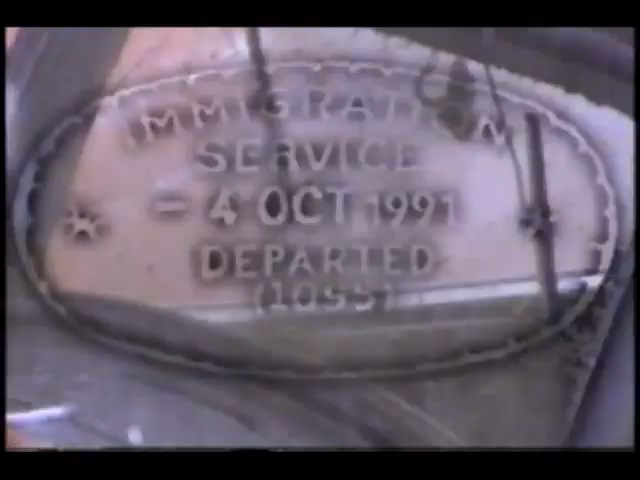 IMMIGRATION
SERVICE
- 4 OCT 1991
DEPARTED
(1055)